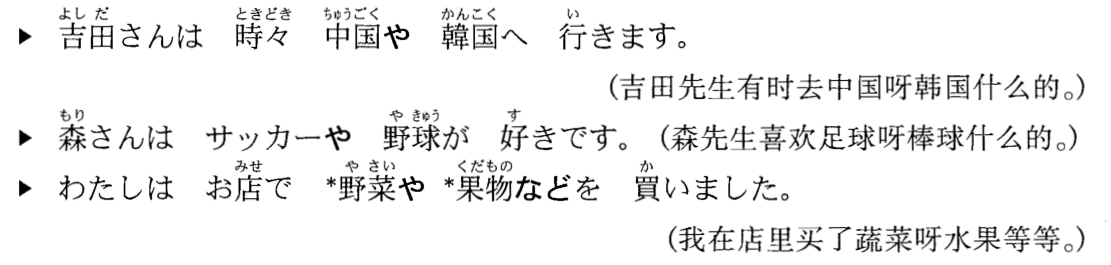 よしだ ときどき ちゅうごく かんこく い
▶ 吉田さんは 時々 中国や 韓国へ 行きます。
(吉田先生有时去中国呀韩国什么的。)
もり やきゅう す
▶ 森さんは サッカーや 野球が 好きです。(森先生喜欢足球呀棒球什么的。)
みせ やさい くだもの か
▶ わたしは お店で *野菜や *果物などを 買いました。
(我在店里买了蔬菜呀水果等等。)